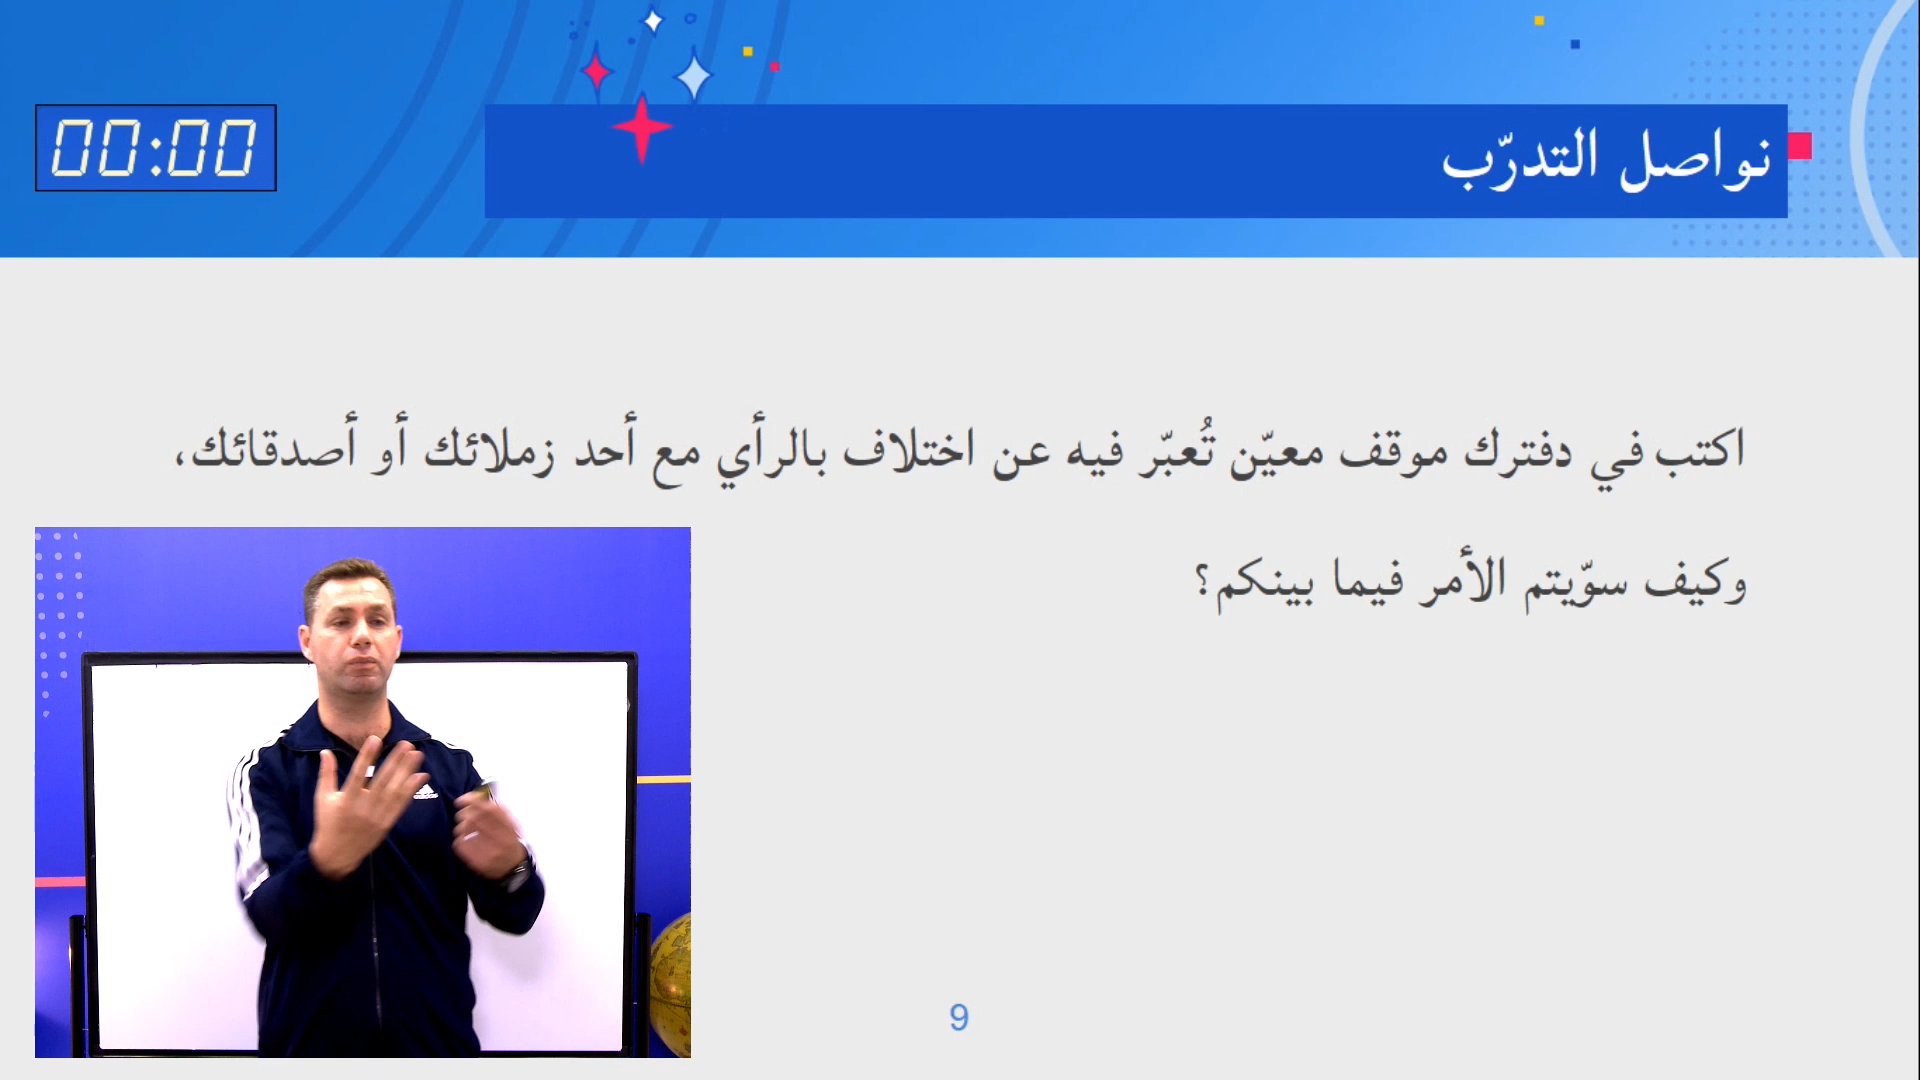 00:00
نواصل التدرّب
اكتب في دفترك موقف معيّن تُعبّر فيه عن اختلاف بالرأي مع أحد زملائك أو أصدقائك،
وكيف سوّيتم الأمر فيما بينكم؟
adidas
9